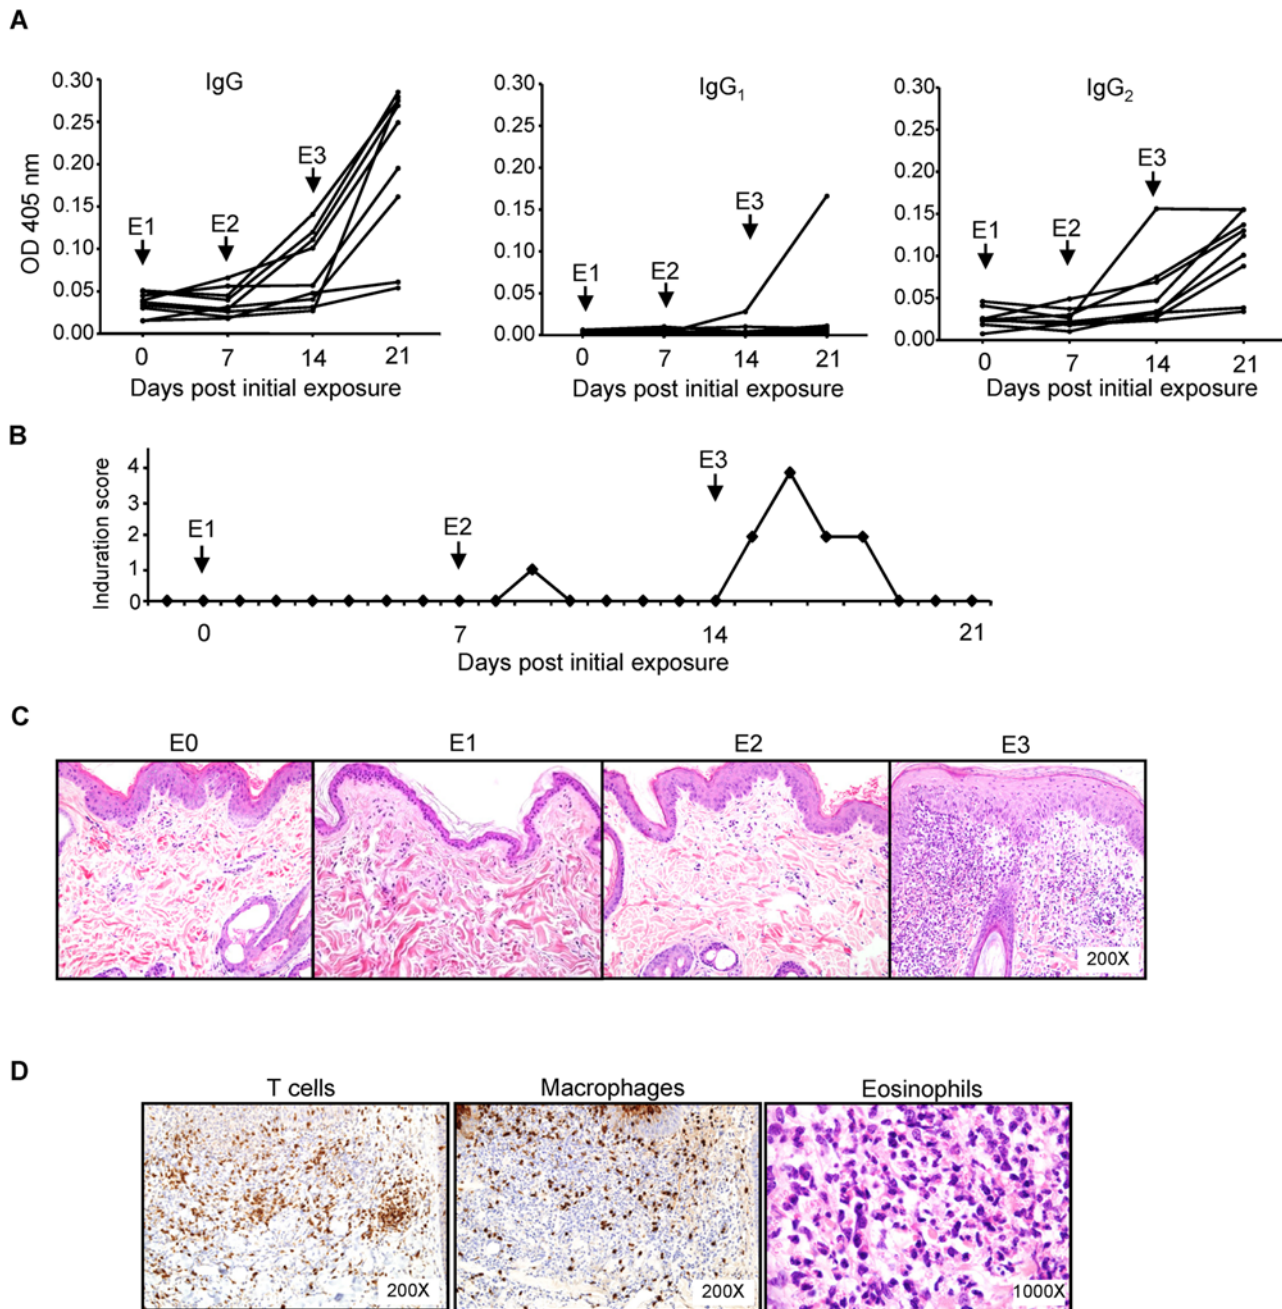 A
IgG
IgG1
IgG2
OD 405 nm
0.30
0.25
0.20
0.15
0.10
0.05
0.00
E1
E2
E3
0 7 14 21
Days post initial exposure
0.30
0.25
0.20
0.15
0.10
0.05
0.00
E1
E2
E3
0 7 14 21
Days post initial exposure
0.30
0.25
0.20
0.15
0.10
0.05
0.00
E1
E2
E3
0 7 14 21
Days post initial exposure
B
Induration score
4
3
2
1
0
E1
E2
E3
0 7 14 21
Days post initial exposure
C
E0 E1 E2 E3
200X
D
T cells Macrophages Eosinophils
200X 200X 1000X